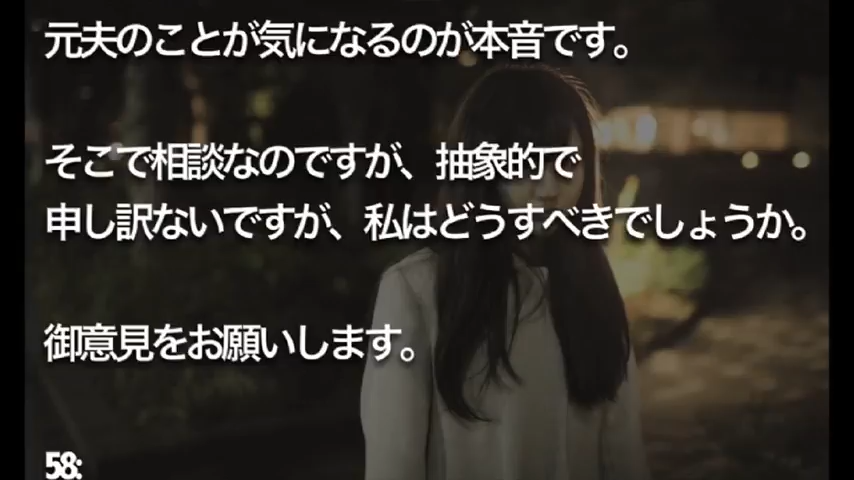 元夫のことが気になるのが本音です。
そこで相談なのですが、抽象的で
申し訳ないですが、私はどうすべきでしょうか。
御意見をお願いします。
58: